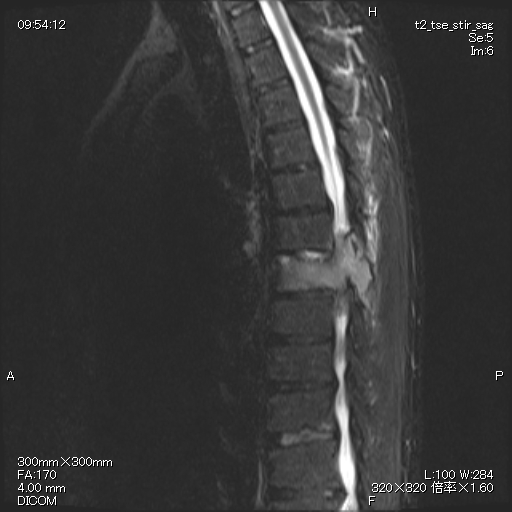 H
09:54:12
t2_tse_stir_sag
Se:5
Im:6
A
P
300mm×300mm
FA:170
4.00 mm
DICOM
L:100 W:284
320×320 倍率×1.60
F